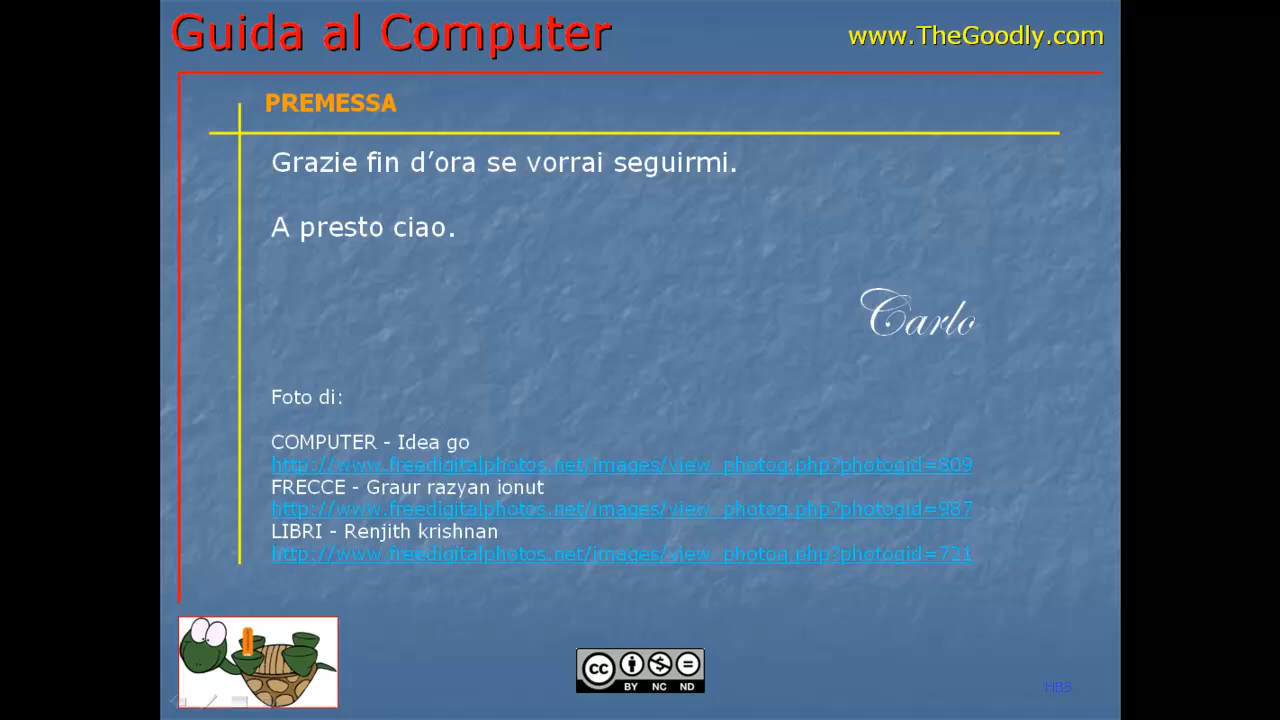 Guida al Computer
www.TheGoodly.com
PREMESSA
Grazie fin d’ora se vorrai seguirmi.
A presto ciao.
Carlo
Foto di:
COMPUTER - Idea go
http://www.freedigitalphotos.net/images/view_photog.php?photogid=809
FRECCE - Graur razyan ionut
http://www.freedigitalphotos.net/images/view_photog.php?photogid=987
LIBRI - Renjith krishnan
http://www.freedigitalphotos.net/images/view_photog.php?photogid=721
cc
BY NC ND